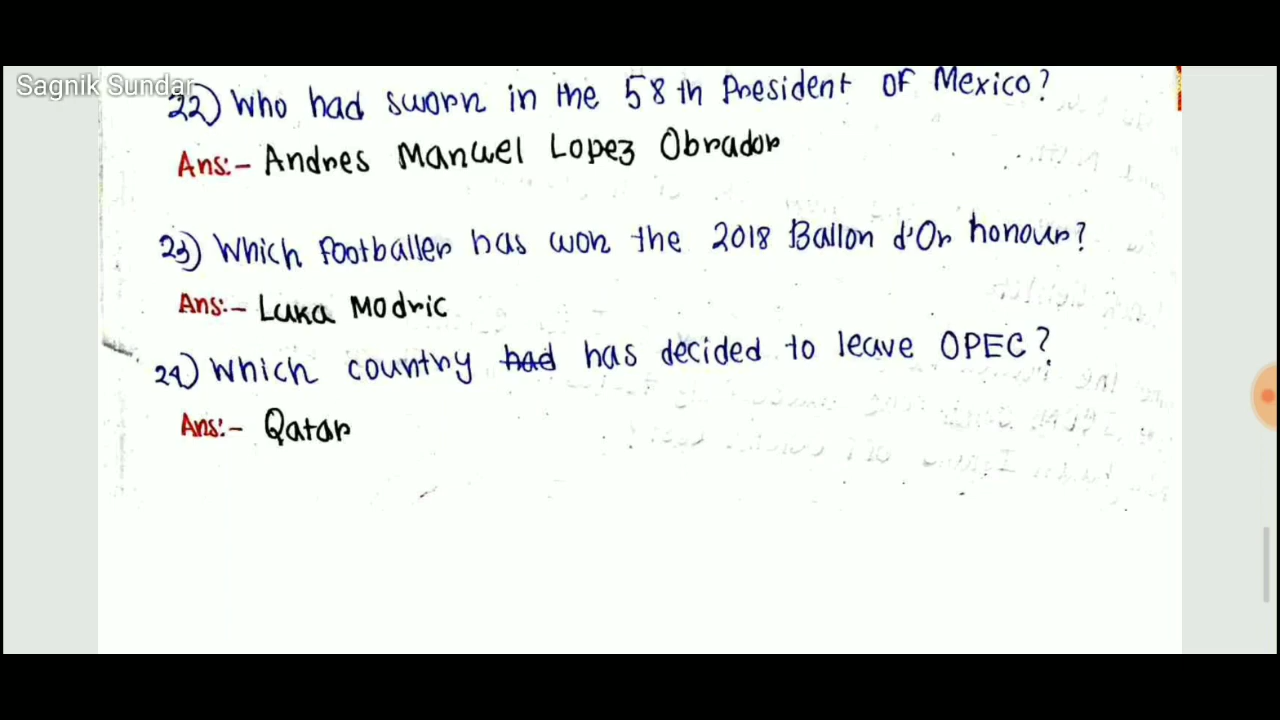 Sagnik Sundar
22) Who had sworn in the 58th President of Mexico?
Ans:- Andres Manuel Lopez Obrador
23) Which Footballer has won the 2018 Ballon d'Or honour?
Ans:- Luka Modric
24) Which country had has decided to leave OPEC?
Ans:- Qatar